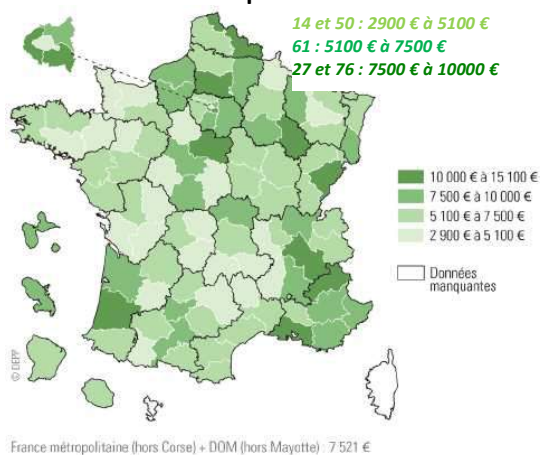 14 et 50 : 2900 € à 5100 €
61 : 5100 € à 7500 €
27 et 76 : 7500 € à 10000 €
10 000 € à 15 100 €
7 500 € à 10 000 €
5 100 € à 7 500 €
2 900 € à 5 100 €
Données
manquantes
© DEPP
France métropolitaine (hors Corse) + DOM (hors Mayotte) : 7 521 €